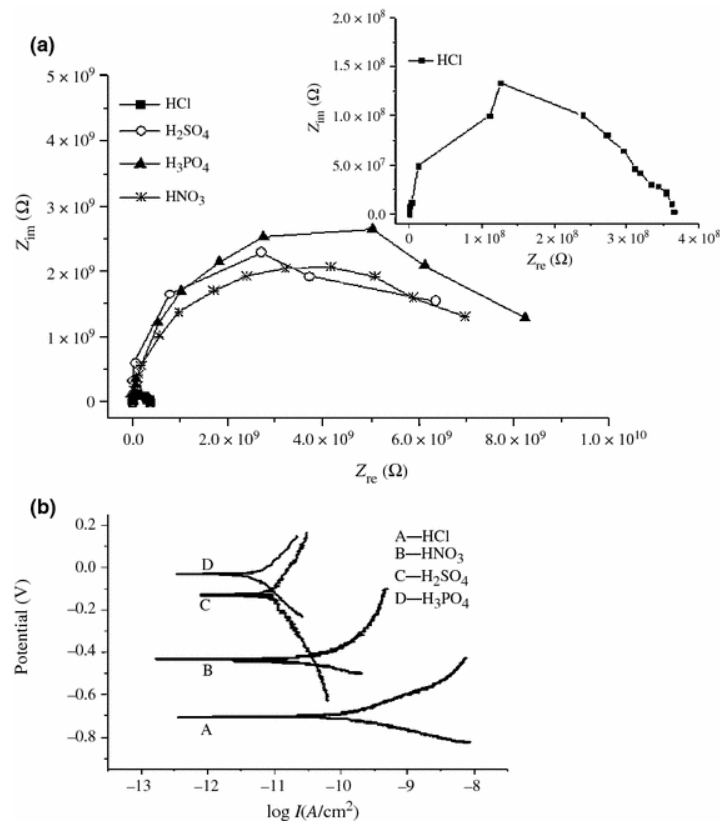 (a)
5 × 10⁹
4 × 10⁹
3 × 10⁹
2 × 10⁹
1 × 10⁹
0
Z_im (Ω)
HCl
H₂SO₄
H₃PO₄
HNO₃
0.0 2.0 × 10⁹ 4.0 × 10⁹ 6.0 × 10⁹ 8.0 × 10⁹ 1.0 × 10¹⁰
Z_re (Ω)
2.0 × 10⁸
1.5 × 10⁸
1.0 × 10⁸
5.0 × 10⁷
0.0
Z_im (Ω)
HCl
0 1 × 10⁸ 2 × 10⁸ 3 × 10⁸ 4 × 10⁸
Z_re (Ω)
(b)
0.2
0.0
−0.2
−0.4
−0.6
−0.8
Potential (V)
D
C
B
A
A—HCl
B—HNO₃
C—H₂SO₄
D—H₃PO₄
−13 −12 −11 −10 −9 −8
log I(A/cm²)